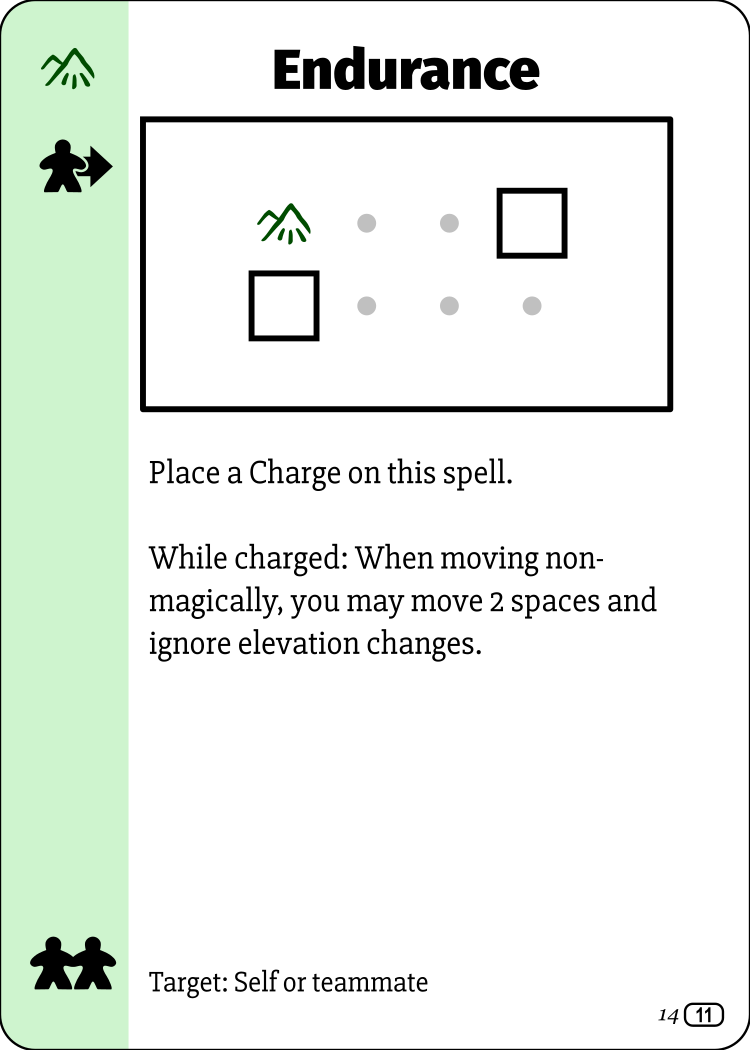 Endurance
Place a Charge on this spell.
While charged: When moving non-
magically, you may move 2 spaces and
ignore elevation changes.
Target: Self or teammate
14 11